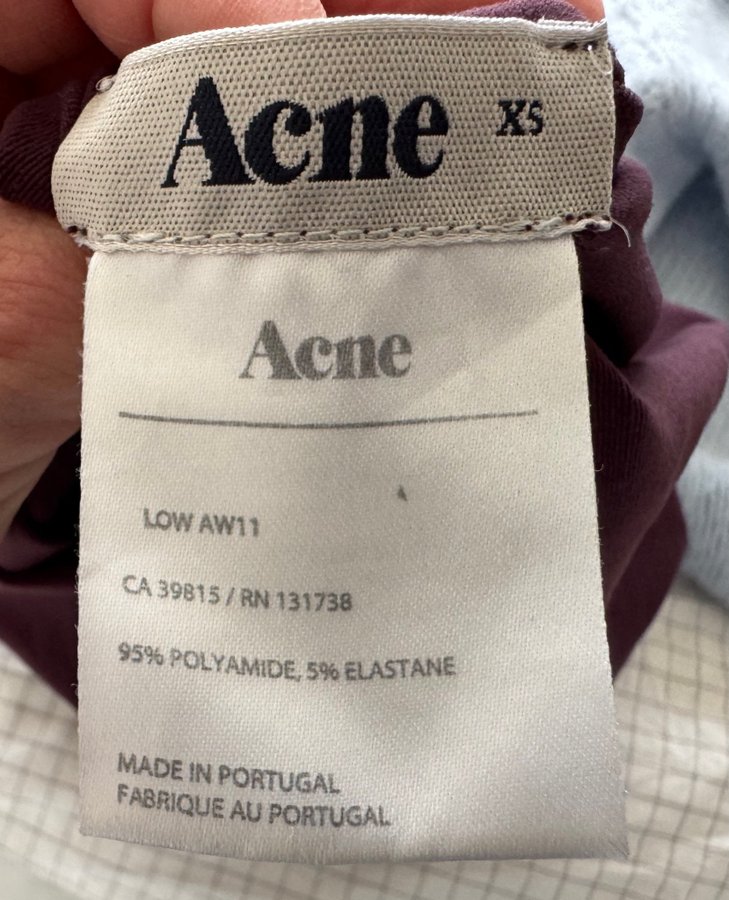 Acne XS
Acne
LOW AW11
CA 39815 / RN 131738
95% POLYAMIDE, 5% ELASTANE
MADE IN PORTUGAL
FABRIQUE AU PORTUGAL